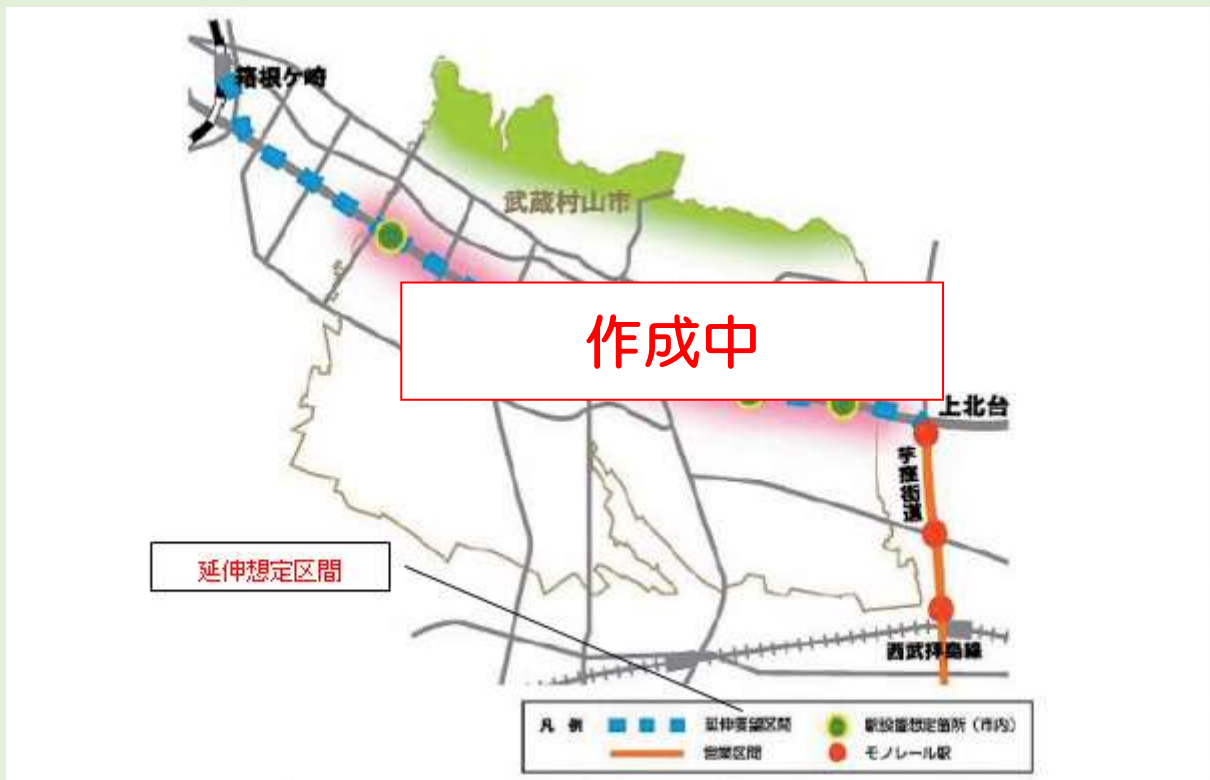 箱根ケ崎
武蔵村山市
作成中
上北台
芋窪街道
延伸想定区間
西武拝島線
凡例
延伸要望区間
駅設置想定箇所（市内）
営業区間
モノレール駅